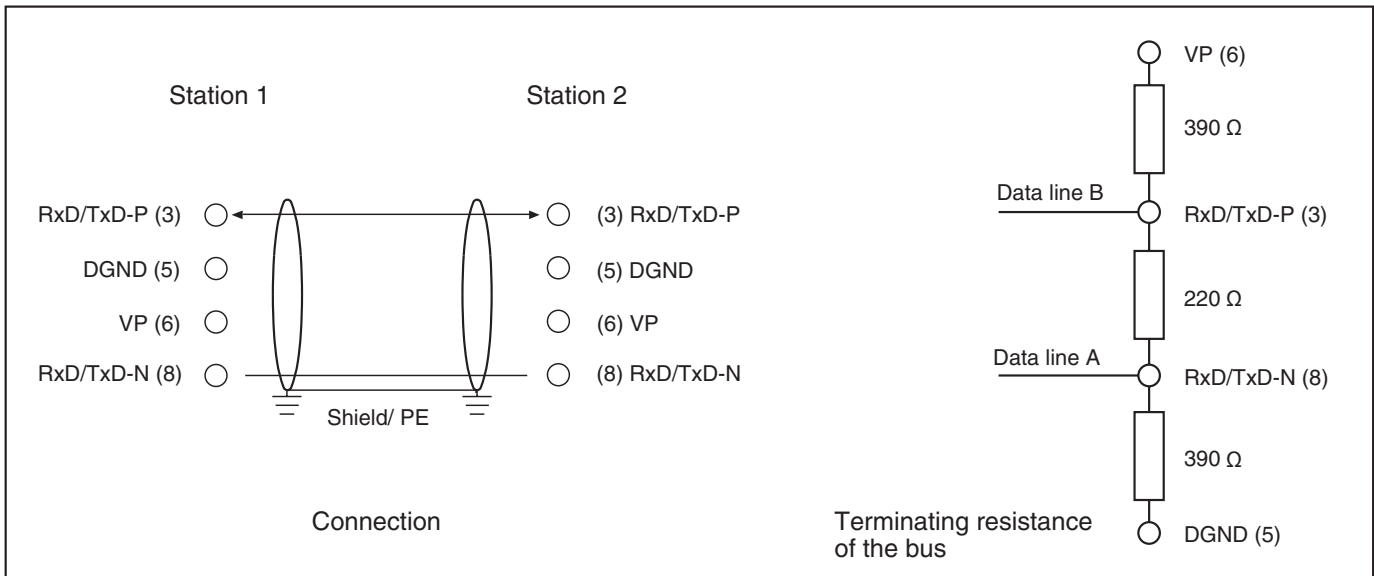 Station 1
Station 2
RxD/TxD-P (3)
(3) RxD/TxD-P
DGND (5)
(5) DGND
VP (6)
(6) VP
RxD/TxD-N (8)
(8) RxD/TxD-N
Shield/ PE
Connection
VP (6)
390 Ω
Data line B
RxD/TxD-P (3)
220 Ω
Data line A
RxD/TxD-N (8)
390 Ω
DGND (5)
Terminating resistance
of the bus